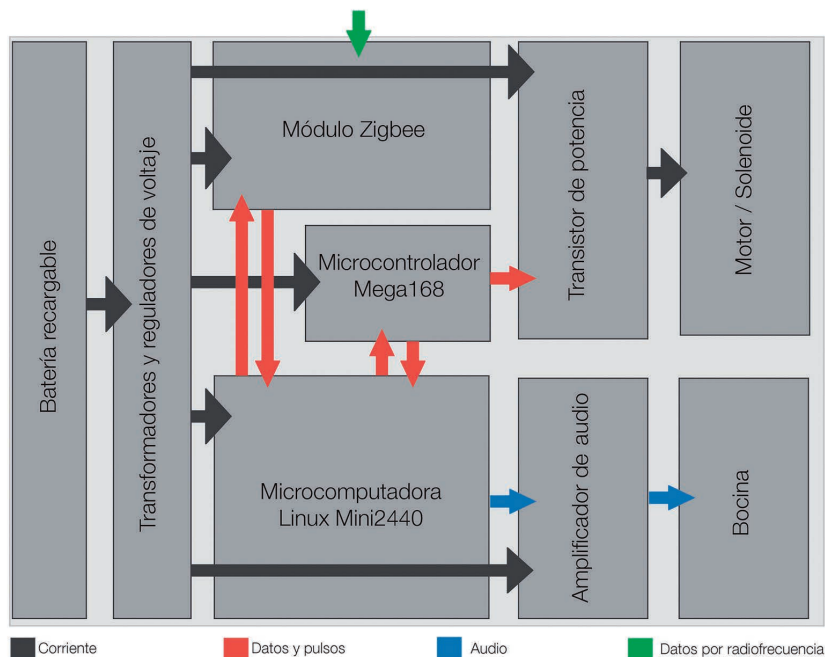 Batería recargable
Transformadores y reguladores de voltaje
Módulo Zigbee
Microcontrolador
Mega168
Microcomputadora
Linux Mini2440
Transistor de potencia
Motor / Solenoide
Amplificador de audio
Bocina
Corriente
Datos y pulsos
Audio
Datos por radiofrecuencia